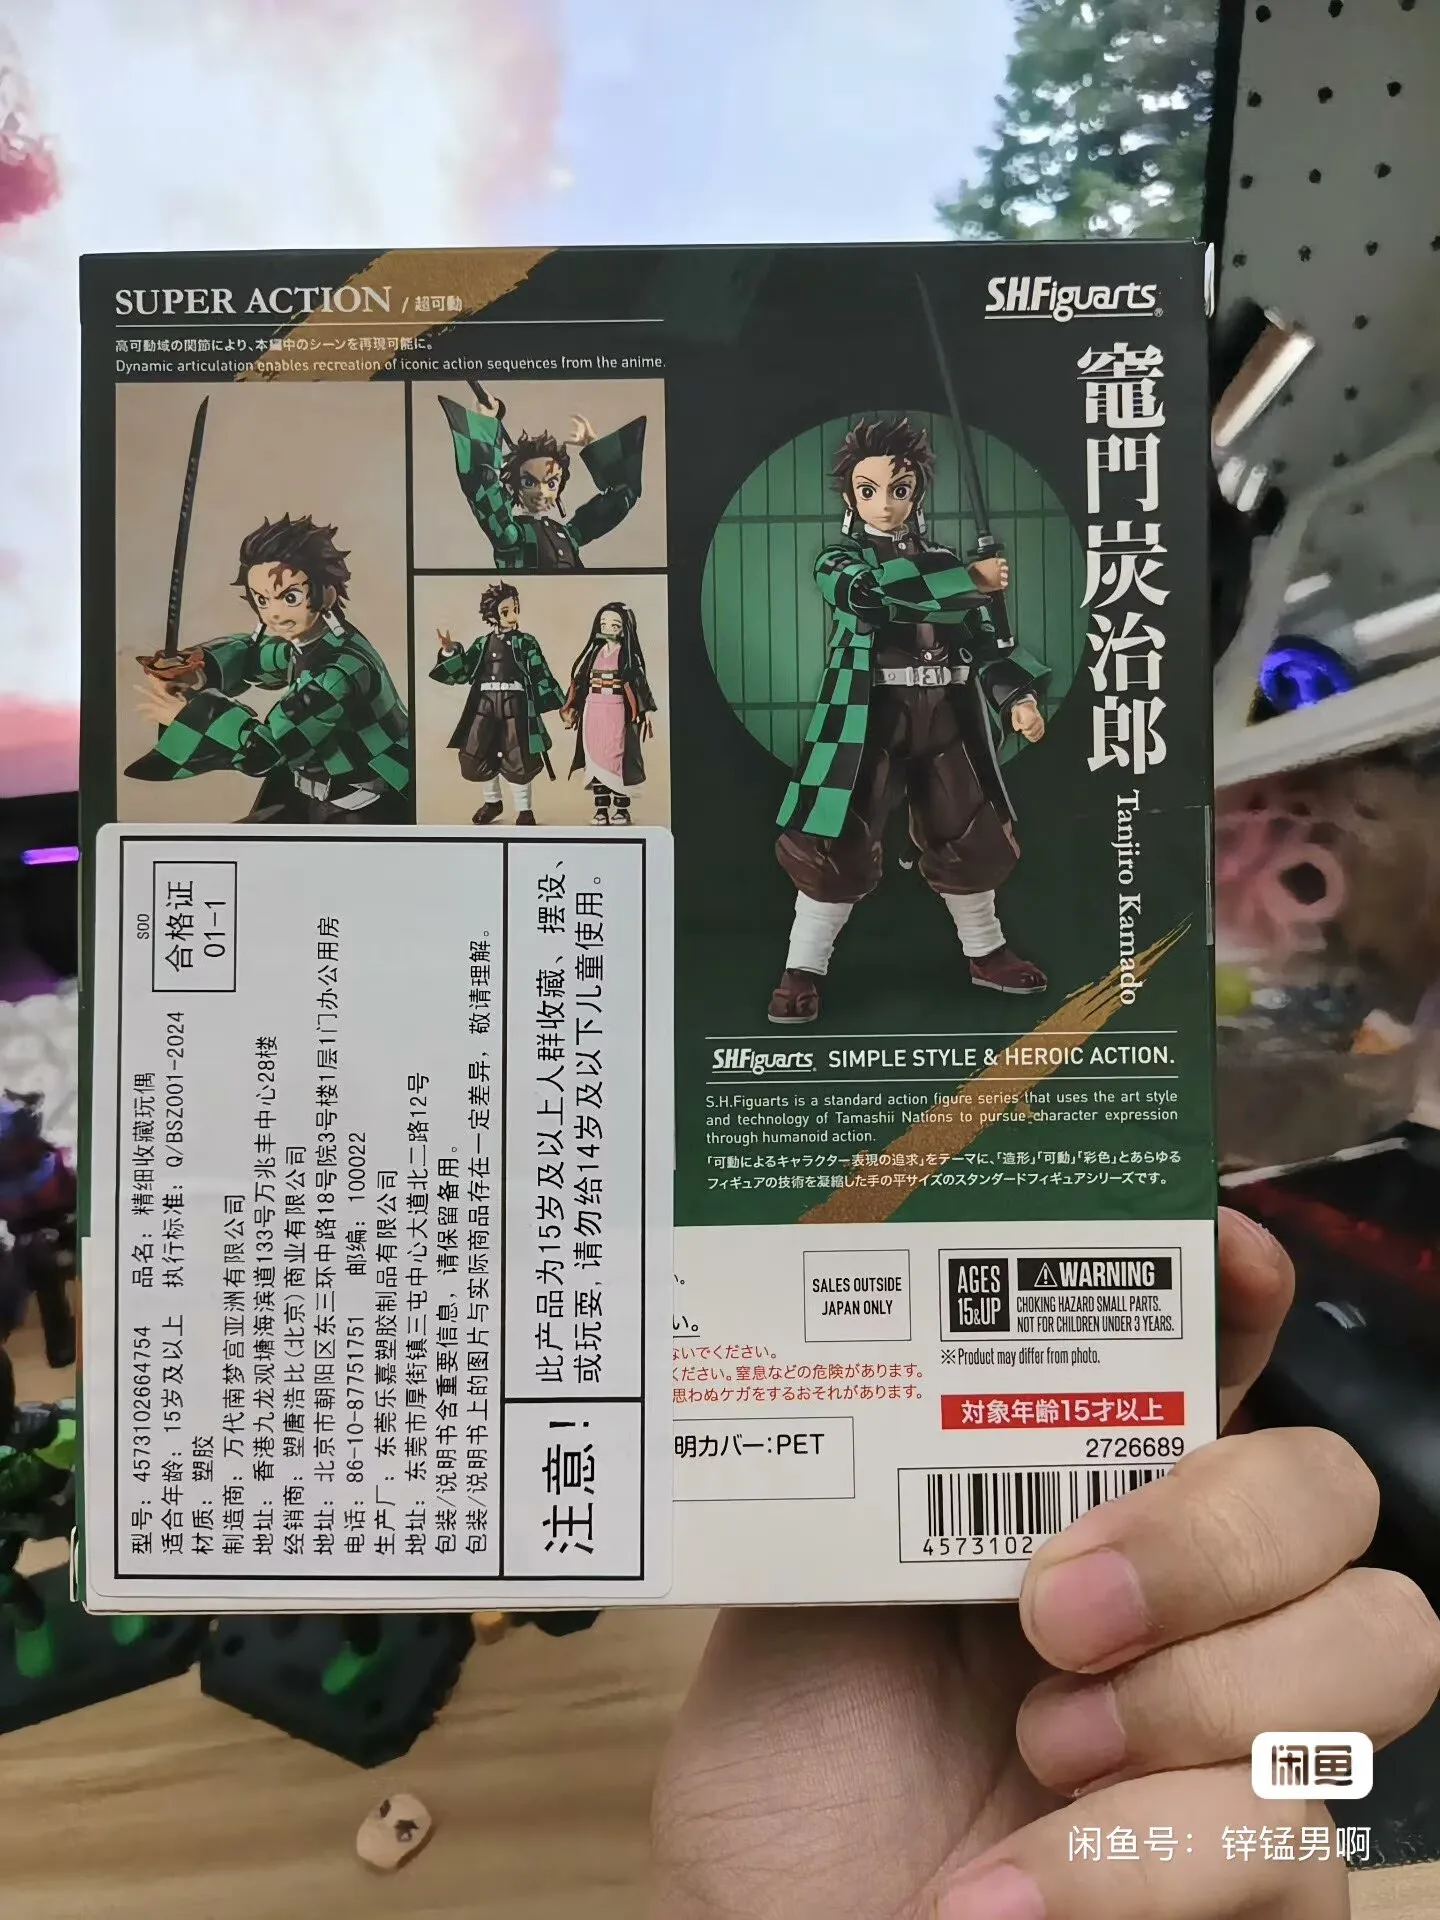 SUPER ACTION / 超可動
高可動域の関節により、本編中のシーンを再現可能に。
Dynamic articulation enables recreation of iconic action sequences from the anime.
S.H.Figuarts®
竈門炭治郎
Tanjiro Kamado
S.H.Figuarts® SIMPLE STYLE & HEROIC ACTION.
S.H.Figuarts is a standard action figure series that uses the art style
and technology of Tamashii Nations to pursue character expression
through humanoid action.
「可動によるキャラクター表現の追求」をテーマに、「造形」「可動」「彩色」とあらゆる
フィギュアの技術を凝縮した手の平サイズのスタンダードフィギュアシリーズです。
SOO
合格证
01-1
型号：4573102664754 品名：精细收藏玩偶
适合年龄：15岁及以上 执行标准：Q/BSZ001-2024
材质：塑胶
制造商：万代南梦宫亚洲有限公司
地址：香港九龙观塘海滨道133号万兆丰中心28楼
经销商：塑唐浩比(北京)商业有限公司
地址：北京市朝阳区东三环中路18号院3号楼1层1门办公用房
电话：86-10-87751751 邮编：100022
生产厂：东莞乐嘉塑胶制品有限公司
地址：东莞市厚街镇三屯中心大道北二路12号
包装/说明书含重要信息，请保留备用。
包装/说明书上的图片与实际商品存在一定差异，敬请理解。
注意！
此产品为15岁及以上人群收藏、摆设、
或玩耍，请勿给14岁及以下儿童使用。
い。
ないでください。
ください。窒息などの危険があります。
思わぬケガをするおそれがあります。
明カバー：PET
SALES OUTSIDE
JAPAN ONLY
AGES
15&UP
⚠WARNING
CHOKING HAZARD SMALL PARTS.
NOT FOR CHILDREN UNDER 3 YEARS.
※Product may differ from photo.
対象年齢15才以上
2726689
4573102
闲鱼
闲鱼号：锌锰男啊